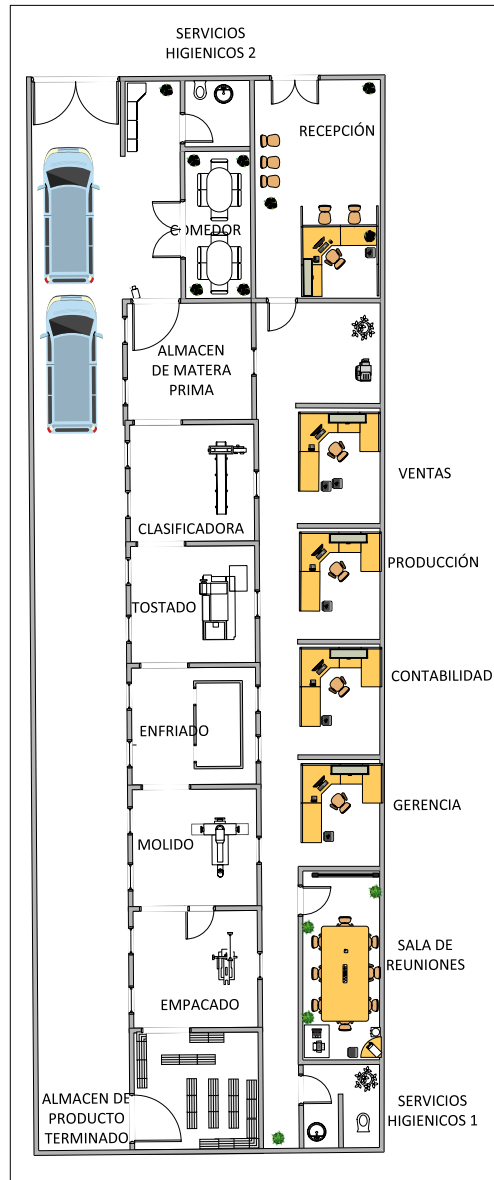 SERVICIOS
HIGIENICOS 2
RECEPCIÓN
COMEDOR
ALMACEN
DE MATERA
PRIMA
VENTAS
CLASIFICADORA
PRODUCCIÓN
TOSTADO
CONTABILIDAD
ENFRIADO
GERENCIA
MOLIDO
SALA DE
REUNIONES
EMPACADO
ALMACEN DE
PRODUCTO
TERMINADO
SERVICIOS
HIGIENICOS 1